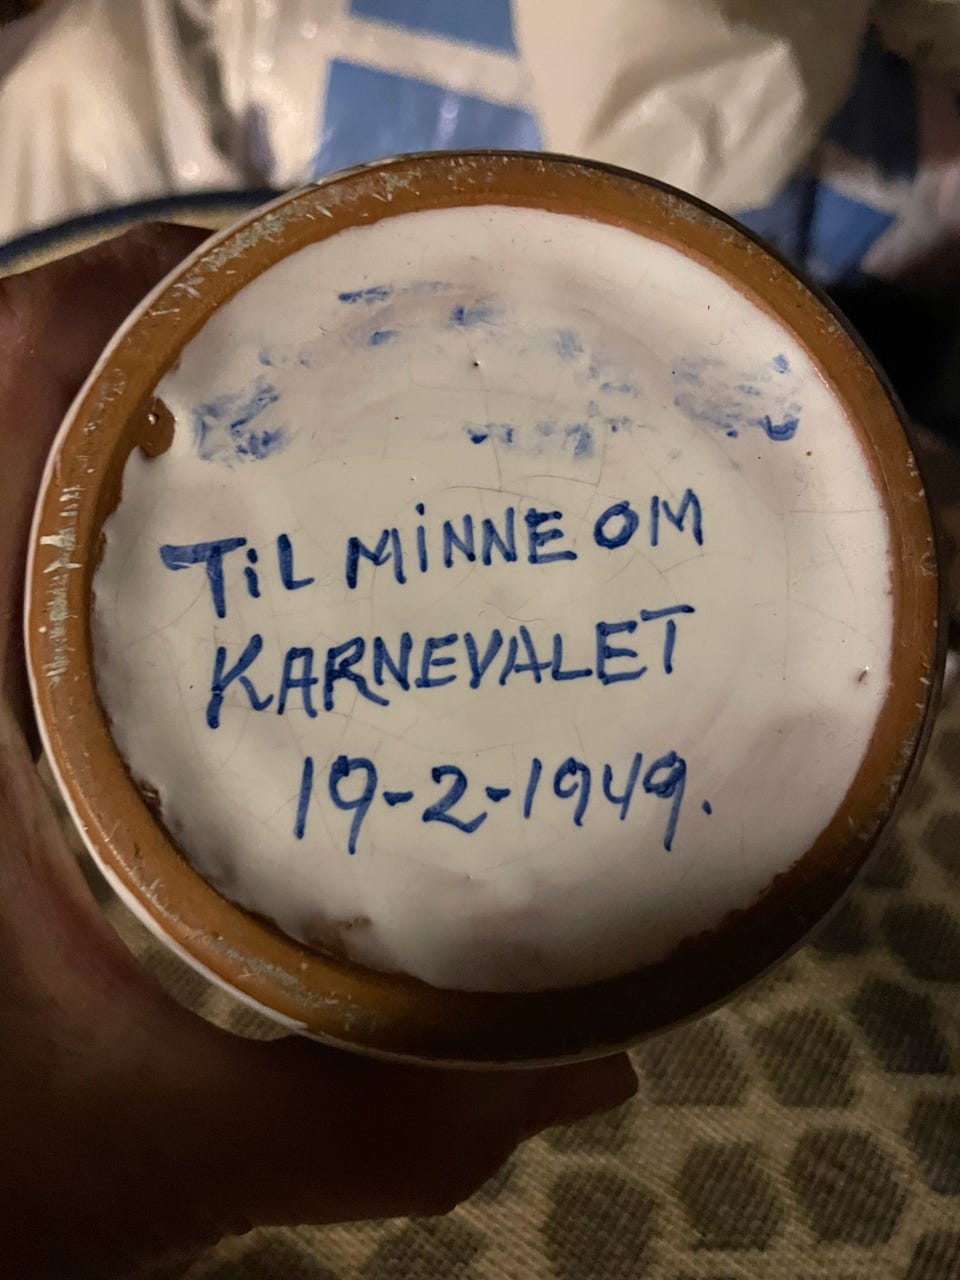 TiL MiNNE OM
KARNEVALET
19-2-1949.